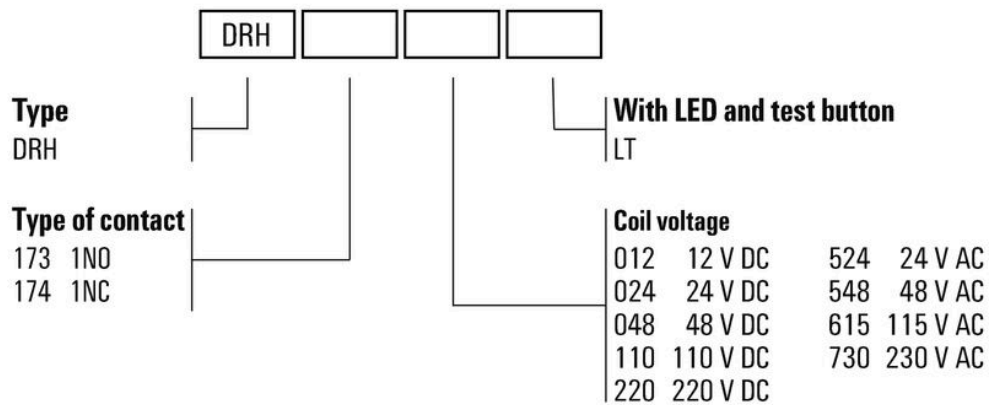 DRH
Type
DRH
With LED and test button
LT
Type of contact
173 1NO
174 1NC
Coil voltage
012 12 V DC 524 24 V AC
024 24 V DC 548 48 V AC
048 48 V DC 615 115 V AC
110 110 V DC 730 230 V AC
220 220 V DC